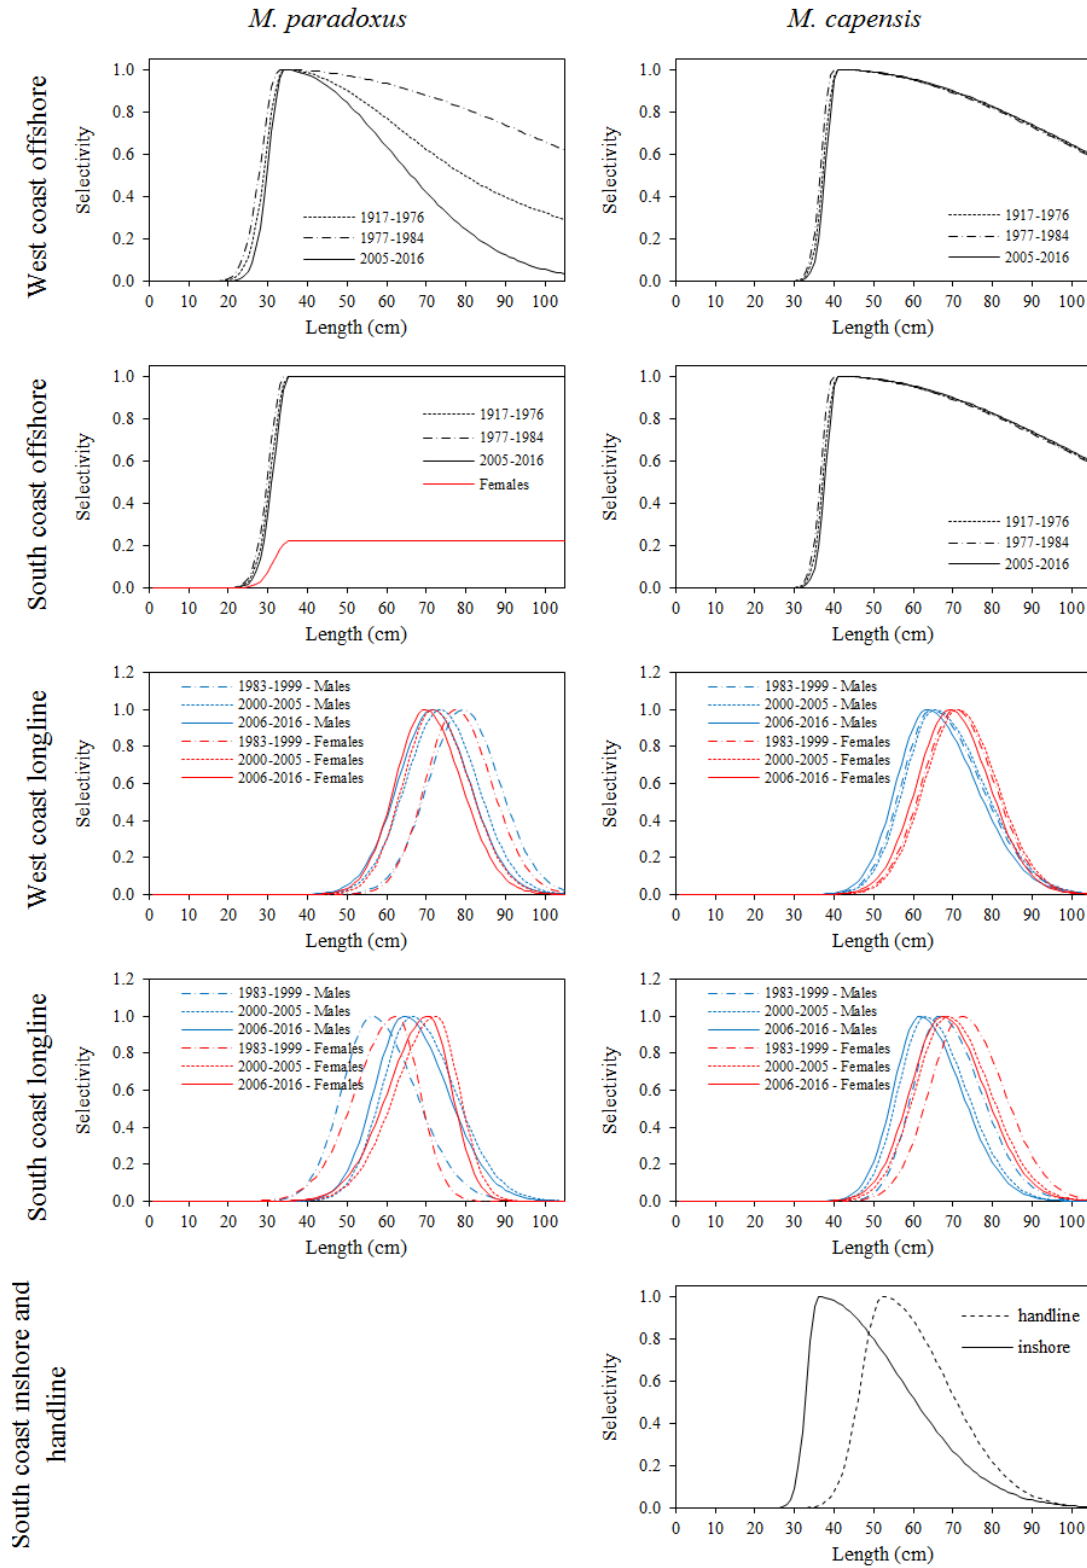 M. paradoxus
M. capensis
West coast offshore
Selectivity
1.0
0.8
0.6
0.4
0.2
0.0
1917-1976
1977-1984
2005-2016
0 10 20 30 40 50 60 70 80 90 100
Length (cm)
Selectivity
1.0
0.8
0.6
0.4
0.2
0.0
1917-1976
1977-1984
2005-2016
0 10 20 30 40 50 60 70 80 90 100
Length (cm)
South coast offshore
Selectivity
1.0
0.8
0.6
0.4
0.2
0.0
1917-1976
1977-1984
2005-2016
Females
0 10 20 30 40 50 60 70 80 90 100
Length (cm)
Selectivity
1.0
0.8
0.6
0.4
0.2
0.0
1917-1976
1977-1984
2005-2016
0 10 20 30 40 50 60 70 80 90 100
Length (cm)
West coast longline
Selectivity
1.2
1.0
0.8
0.6
0.4
0.2
0.0
1983-1999 - Males
2000-2005 - Males
2006-2016 - Males
1983-1999 - Females
2000-2005 - Females
2006-2016 - Females
0 10 20 30 40 50 60 70 80 90 100
Length (cm)
Selectivity
1.2
1.0
0.8
0.6
0.4
0.2
0.0
1983-1999 - Males
2000-2005 - Males
2006-2016 - Males
1983-1999 - Females
2000-2005 - Females
2006-2016 - Females
0 10 20 30 40 50 60 70 80 90 100
Length (cm)
South coast longline
Selectivity
1.2
1.0
0.8
0.6
0.4
0.2
0.0
1983-1999 - Males
2000-2005 - Males
2006-2016 - Males
1983-1999 - Females
2000-2005 - Females
2006-2016 - Females
0 10 20 30 40 50 60 70 80 90 100
Length (cm)
Selectivity
1.2
1.0
0.8
0.6
0.4
0.2
0.0
1983-1999 - Males
2000-2005 - Males
2006-2016 - Males
1983-1999 - Females
2000-2005 - Females
2006-2016 - Females
0 10 20 30 40 50 60 70 80 90 100
Length (cm)
South coast inshore and
handline
Selectivity
1.0
0.8
0.6
0.4
0.2
0.0
handline
inshore
0 10 20 30 40 50 60 70 80 90 100
Length (cm)